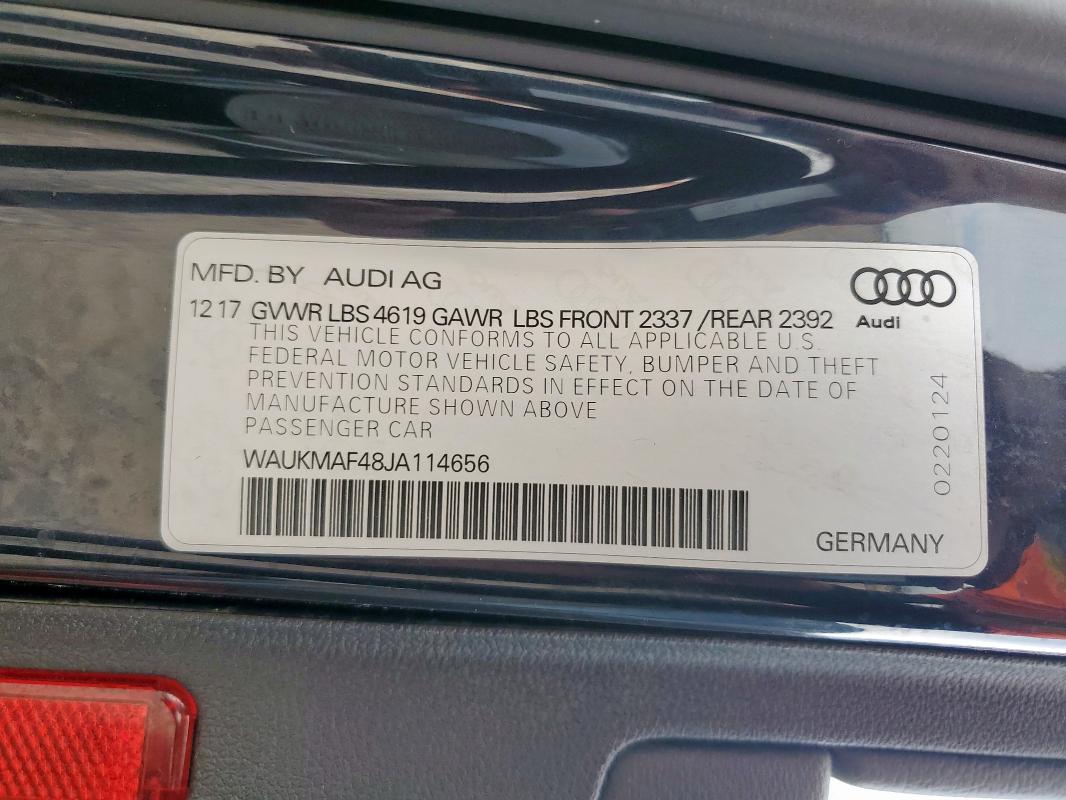 MFD. BY AUDI AG
12 17 GVWR LBS 4619 GAWR LBS FRONT 2337 /REAR 2392
Audi
THIS VEHICLE CONFORMS TO ALL APPLICABLE U.S.
FEDERAL MOTOR VEHICLE SAFETY, BUMPER AND THEFT
PREVENTION STANDARDS IN EFFECT ON THE DATE OF
MANUFACTURE SHOWN ABOVE
PASSENGER CAR
WAUKMAF48JA114656
02201124
GERMANY